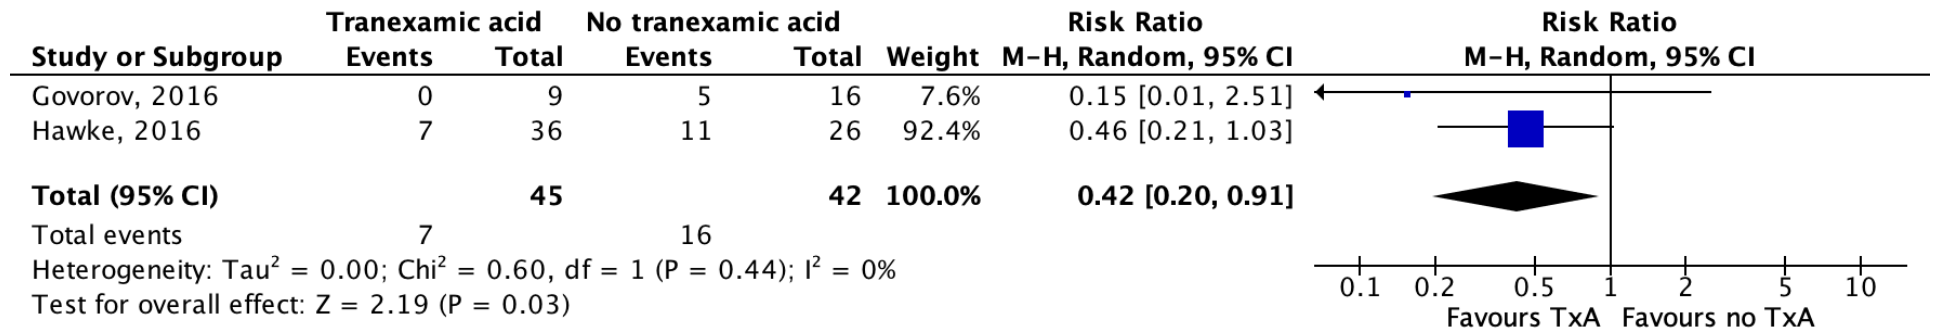 Tranexamic acid No tranexamic acid Risk Ratio Risk Ratio
Study or Subgroup Events Total Events Total Weight M-H, Random, 95% CI M-H, Random, 95% CI
Govorov, 2016 0 9 5 16 7.6% 0.15 [0.01, 2.51]
Hawke, 2016 7 36 11 26 92.4% 0.46 [0.21, 1.03]
Total (95% CI) 45 42 100.0% 0.42 [0.20, 0.91]
Total events 7 16
Heterogeneity: Tau² = 0.00; Chi² = 0.60, df = 1 (P = 0.44); I² = 0%
Test for overall effect: Z = 2.19 (P = 0.03)
0.1 0.2 0.5 1 2 5 10
Favours TxA Favours no TxA